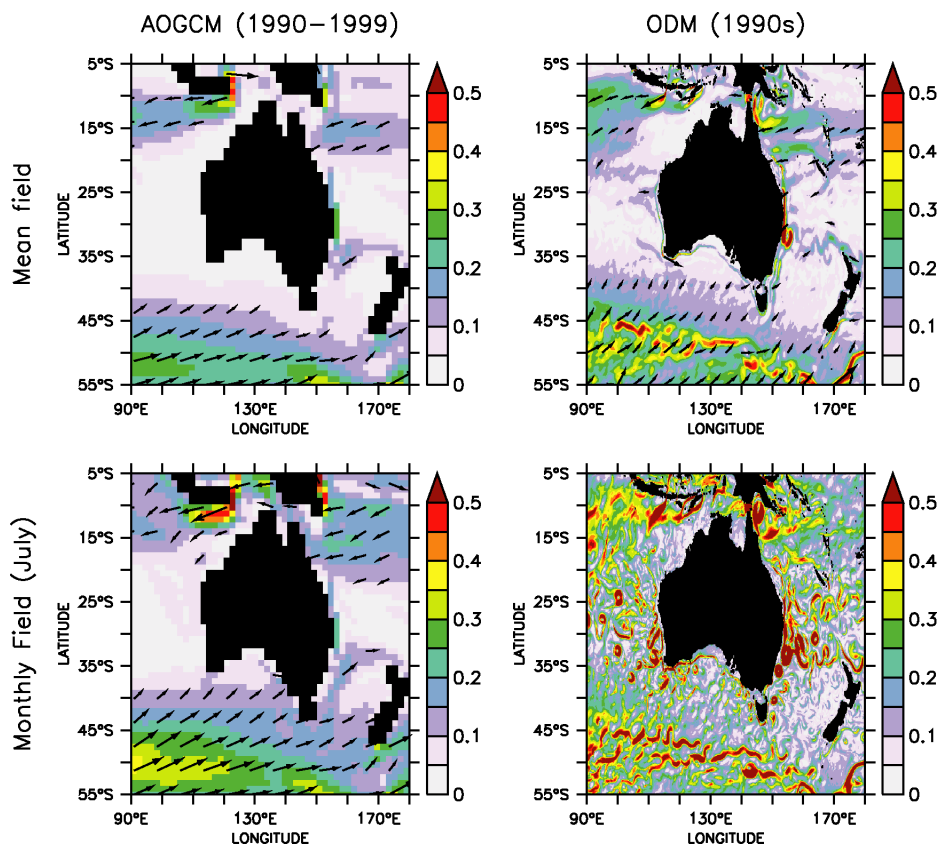 AOGCM (1990−1999)
ODM (1990s)
Mean field
LATITUDE
5°S
15°S
25°S
35°S
45°S
55°S
90°E
130°E
170°E
LONGITUDE
0.5
0.4
0.3
0.2
0.1
0
LATITUDE
5°S
15°S
25°S
35°S
45°S
55°S
90°E
130°E
170°E
LONGITUDE
0.5
0.4
0.3
0.2
0.1
0
Monthly Field (July)
LATITUDE
5°S
15°S
25°S
35°S
45°S
55°S
90°E
130°E
170°E
LONGITUDE
0.5
0.4
0.3
0.2
0.1
0
LATITUDE
5°S
15°S
25°S
35°S
45°S
55°S
90°E
130°E
170°E
LONGITUDE
0.5
0.4
0.3
0.2
0.1
0